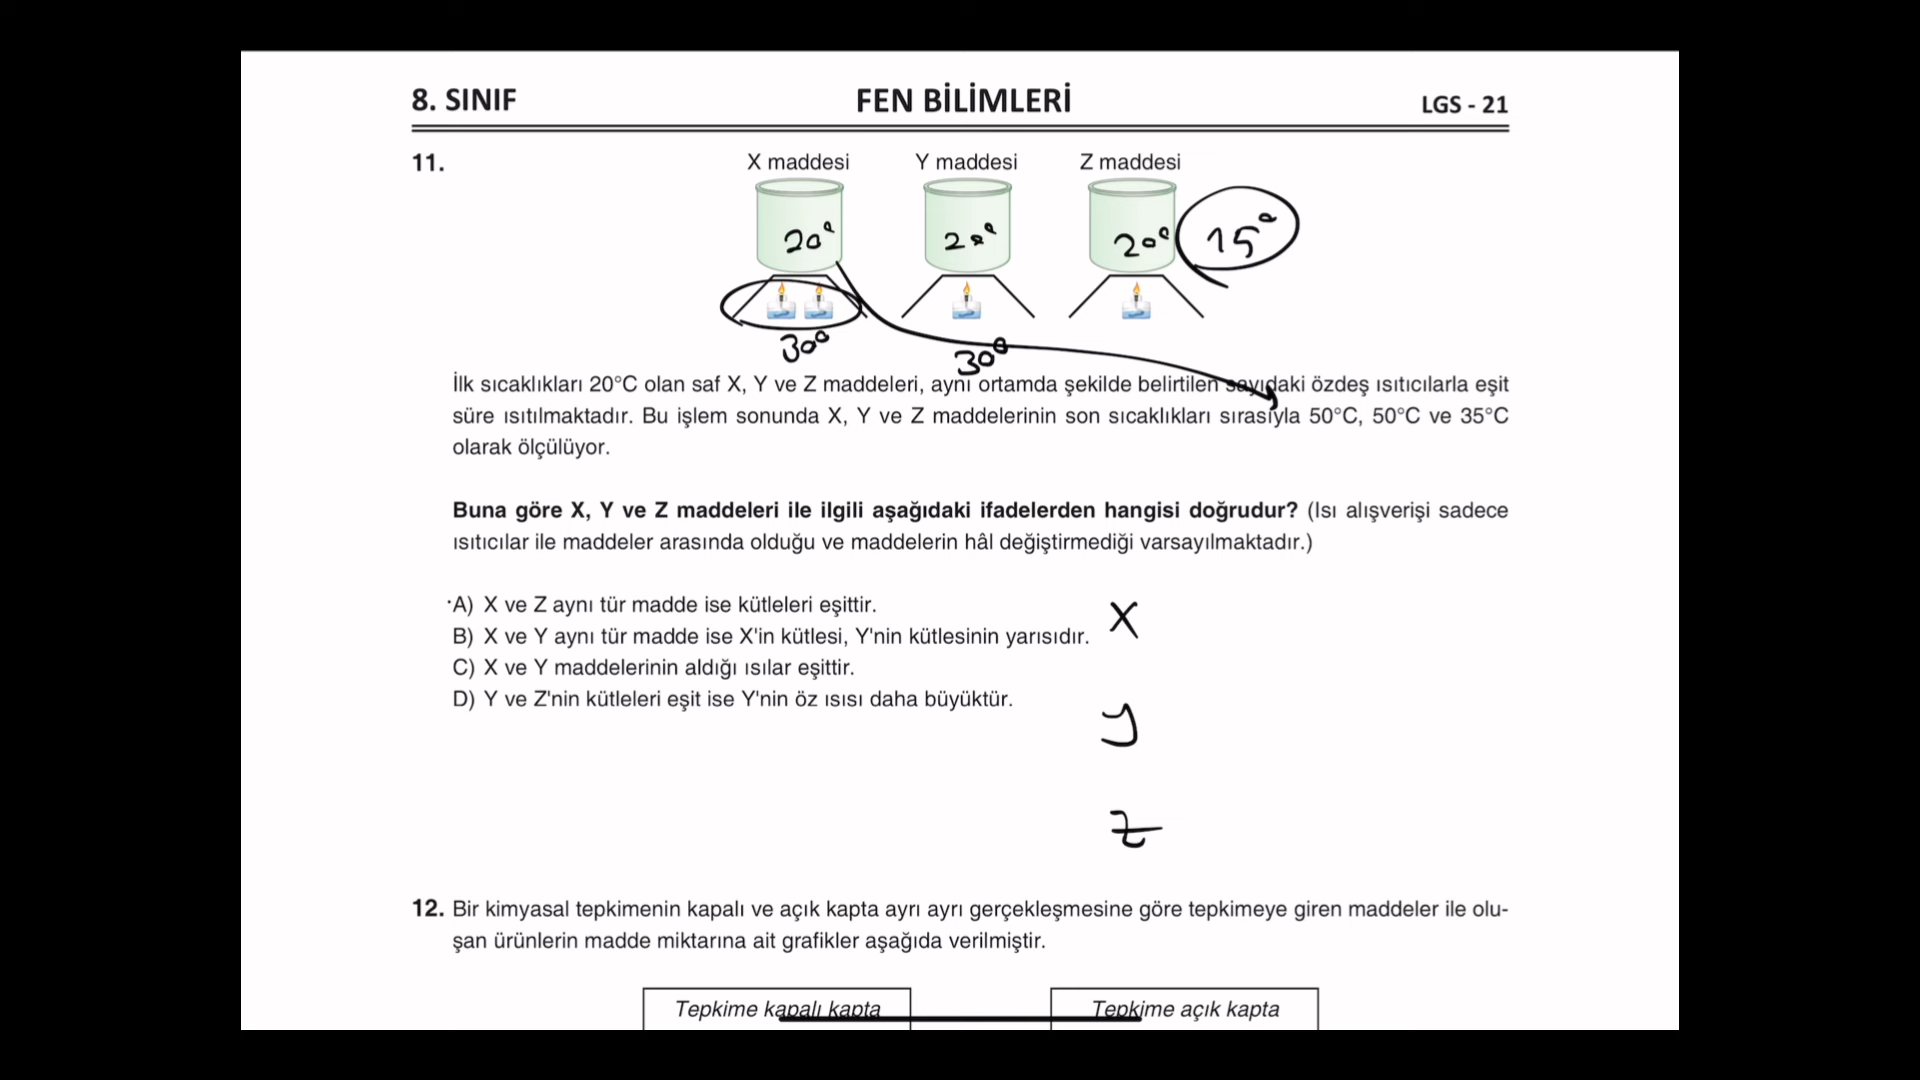 8. SINIF FEN BİLİMLERİ LGS - 21
11. X maddesi Y maddesi Z maddesi
20° 20° 20° 15°
30° 30°
İlk sıcaklıkları 20°C olan saf X, Y ve Z maddeleri, aynı ortamda şekilde belirtilen sayıdaki özdeş ısıtıcılarla eşit
süre ısıtılmaktadır. Bu işlem sonunda X, Y ve Z maddelerinin son sıcaklıkları sırasıyla 50°C, 50°C ve 35°C
olarak ölçülüyor.
Buna göre X, Y ve Z maddeleri ile ilgili aşağıdaki ifadelerden hangisi doğrudur? (Isı alışverişi sadece
ısıtıcılar ile maddeler arasında olduğu ve maddelerin hâl değiştirmediği varsayılmaktadır.)
A) X ve Z aynı tür madde ise kütleleri eşittir.
B) X ve Y aynı tür madde ise X'in kütlesi, Y'nin kütlesinin yarısıdır.
C) X ve Y maddelerinin aldığı ısılar eşittir.
D) Y ve Z'nin kütleleri eşit ise Y'nin öz ısısı daha büyüktür.
X
y
Z
12. Bir kimyasal tepkimenin kapalı ve açık kapta ayrı ayrı gerçekleşmesine göre tepkimeye giren maddeler ile olu-
şan ürünlerin madde miktarına ait grafikler aşağıda verilmiştir.
Tepkime kapalı kapta Tepkime açık kapta